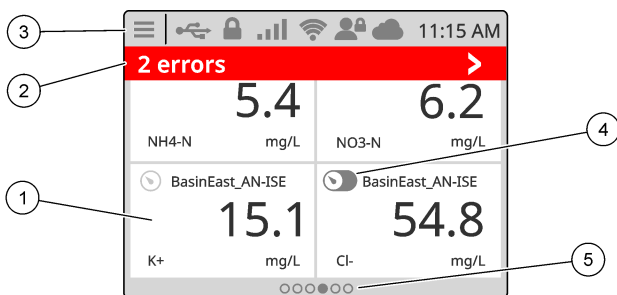 3
11:15 AM
2
2 errors
5.4
6.2
NH4-N mg/L
NO3-N mg/L
4
1
BasinEast_AN-ISE
BasinEast_AN-ISE
15.1
54.8
K+ mg/L
Cl- mg/L
5